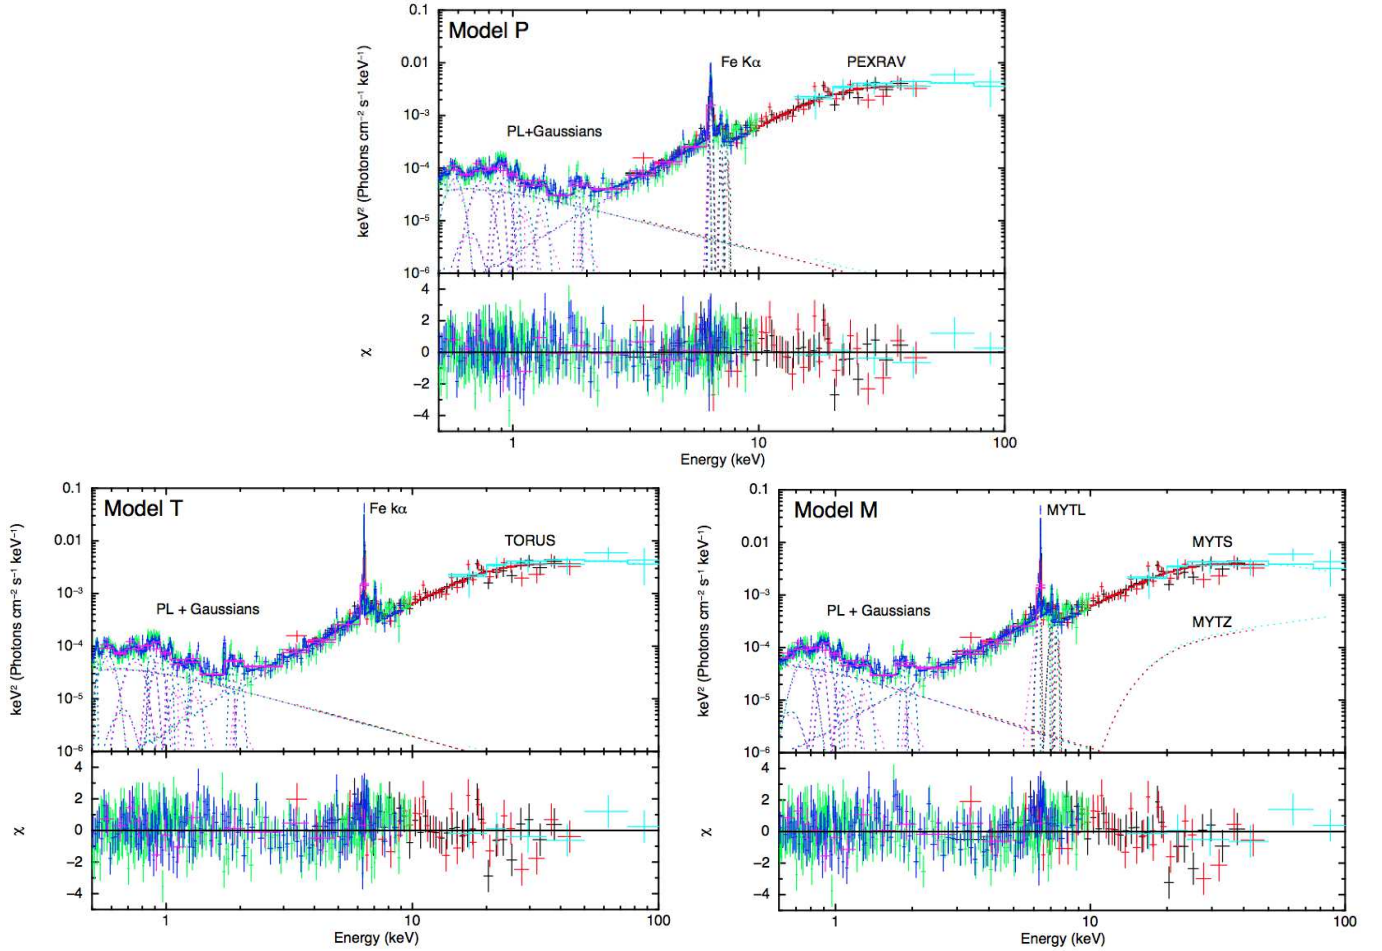 Model P
Fe Kα
PEXRAV
PL+Gaussians
keV² (Photons cm⁻² s⁻¹ keV⁻¹)
0.1
0.01
10⁻³
10⁻⁴
10⁻⁵
10⁻⁶
χ
4
2
0
−2
−4
1
10
100
Energy (keV)
Model T
Fe kα
TORUS
PL + Gaussians
keV² (Photons cm⁻² s⁻¹ keV⁻¹)
0.1
0.01
10⁻³
10⁻⁴
10⁻⁵
10⁻⁶
χ
4
2
0
−2
−4
1
10
100
Energy (keV)
Model M
MYTL
MYTS
PL + Gaussians
MYTZ
keV² (Photons cm⁻² s⁻¹ keV⁻¹)
0.1
0.01
10⁻³
10⁻⁴
10⁻⁵
10⁻⁶
χ
4
2
0
−2
−4
1
10
100
Energy (keV)